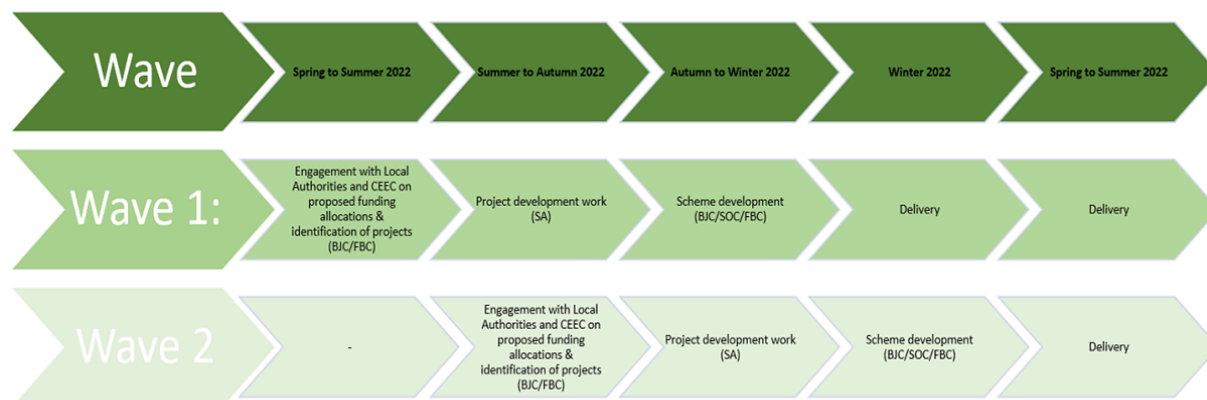 Wave
Spring to Summer 2022
Summer to Autumn 2022
Autumn to Winter 2022
Winter 2022
Spring to Summer 2022
Wave 1:
Engagement with Local
Authorities and CEEC on
proposed funding
allocations &
identification of projects
(BJC/FBC)
Project development work
(SA)
Scheme development
(BJC/SOC/FBC)
Delivery
Delivery
Wave 2
-
Engagement with Local
Authorities and CEEC on
proposed funding
allocations &
identification of projects
(BJC/FBC)
Project development work
(SA)
Scheme development
(BJC/SOC/FBC)
Delivery